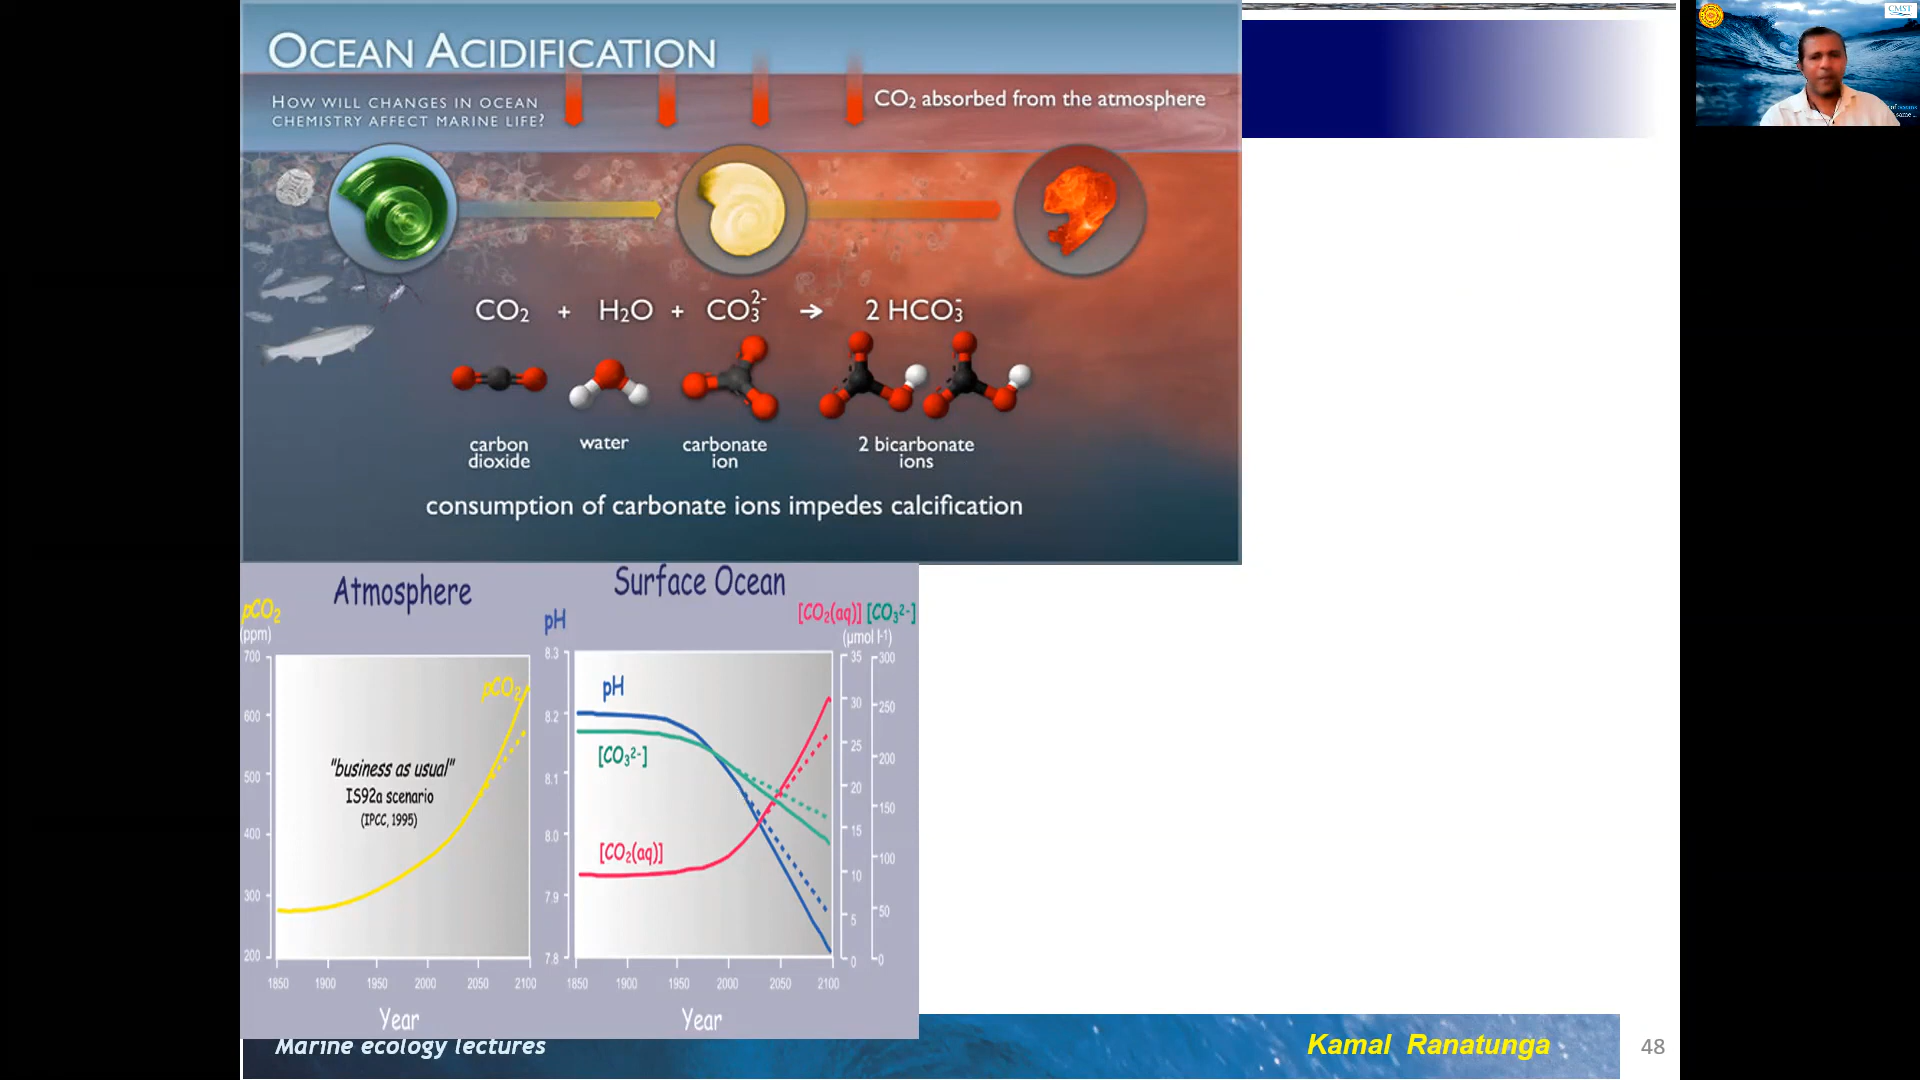 OCEAN ACIDIFICATION
HOW WILL CHANGES IN OCEAN
CHEMISTRY AFFECT MARINE LIFE?
CO₂ absorbed from the atmosphere
CO₂ + H₂O + CO₃²⁻ → 2 HCO₃⁻
carbon dioxide
water
carbonate ion
2 bicarbonate ions
consumption of carbonate ions impedes calcification
Atmosphere
pCO₂
(ppm)
700
600
500
400
300
200
pCO₂
"business as usual"
IS92a scenario
(IPCC, 1995)
1850 1900 1950 2000 2050 2100
Year
Surface Ocean
pH
[CO₂(aq)] [CO₃²⁻]
(µmol l⁻¹)
8.3
8.2
8.1
8.0
7.9
7.8
pH
[CO₃²⁻]
[CO₂(aq)]
35
30
25
20
15
10
5
0
300
250
200
150
100
50
0
1850 1900 1950 2000 2050 2100
Year
Marine ecology lectures
Kamal Ranatunga
48
CMST
of oceans
same ...